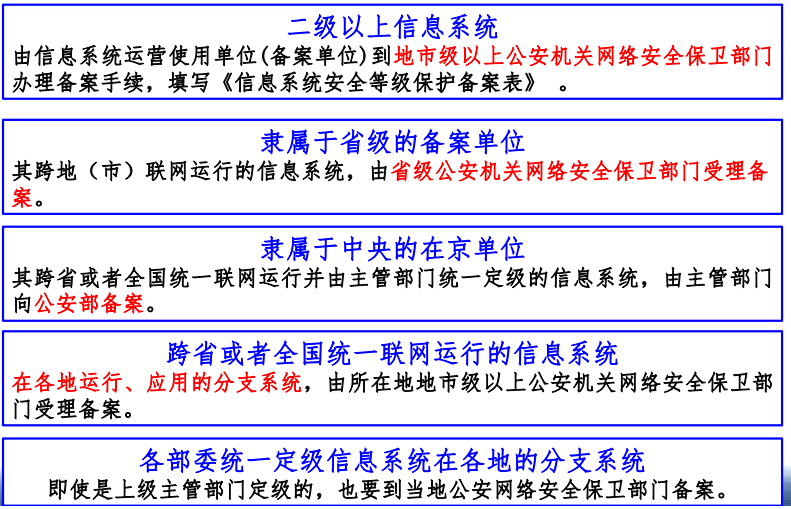 二级以上信息系统
由信息系统运营使用单位(备案单位)到地市级以上公安机关网络安全保卫部门
办理备案手续，填写《信息系统安全等级保护备案表》 。
隶属于省级的备案单位
其跨地（市）联网运行的信息系统，由省级公安机关网络安全保卫部门受理备
案。
隶属于中央的在京单位
其跨省或者全国统一联网运行并由主管部门统一定级的信息系统，由主管部门
向公安部备案。
跨省或者全国统一联网运行的信息系统
在各地运行、应用的分支系统，由所在地地市级以上公安机关网络安全保卫部
门受理备案。
各部委统一定级信息系统在各地的分支系统
即使是上级主管部门定级的，也要到当地公安网络安全保卫部门备案。